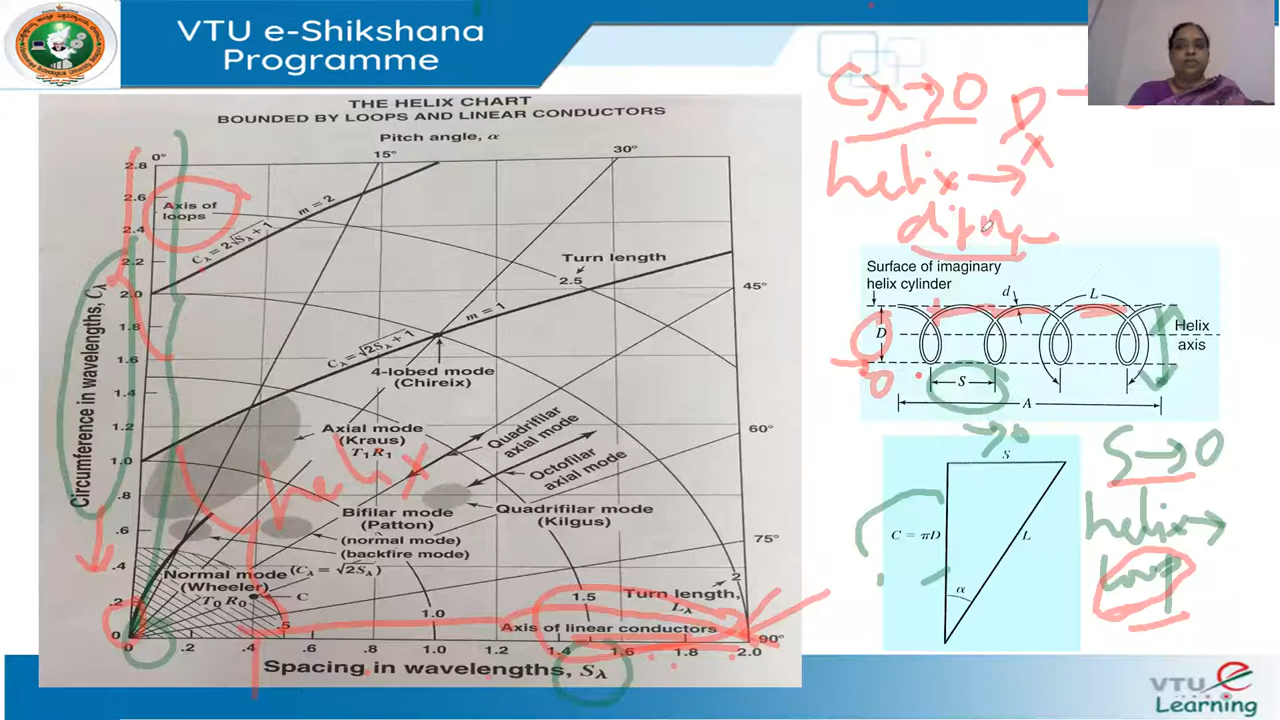 VTU e-Shikshana
Programme
THE HELIX CHART
BOUNDED BY LOOPS AND LINEAR CONDUCTORS
Pitch angle, α
0° 15° 30°
2.8
2.6
2.4
2.2
2.0
1.8
1.6
1.4
1.2
1.0
.8
.6
.4
.2
0
Circumference in wavelengths, Cλ
Axis of
loops
Cλ = 2√Sλ + 1
m = 2
Turn length
2.5
45°
m = 1
Cλ = √2Sλ + 1
4-lobed mode
(Chireix)
Axial mode
(Kraus)
T₁R₁
Quadrifilar
axial mode
Octofilar
axial mode
60°
Bifilar mode
(Patton)
(normal mode)
(backfire mode)
Quadrifilar mode
(Kilgus)
75°
Normal mode
(Wheeler)
T₀ R₀
(Cλ = √2Sλ)
C
.5
1.0
1.5
2
Turn length,
Lλ
Axis of linear conductors
90°
0 .2 .4 .6 .8 1.0 1.2 1.4 1.6 1.8 2.0
Spacing in wavelengths, Sλ
helix
Cλ→0
D
helix→
Surface of imaginary
helix cylinder
d
L
D
Helix
axis
S
A
0
→0
S
C = πD
L
α
S→0
helix→
loop
VTU e
Learning